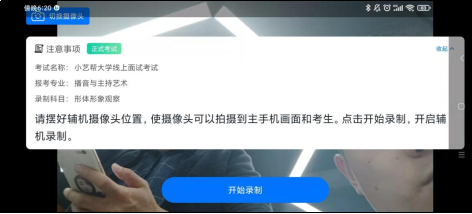 傍晚6:20
切换摄像头
注意事项 正式考试 收起
考试名称： 小艺帮大学线上面试考试
报考专业： 播音与主持艺术
录制科目： 形体形象观察
请摆好辅机摄像头位置，使摄像头可以拍摄到主手机画面和考生。点击开始录制，开启辅
机录制。
开始录制